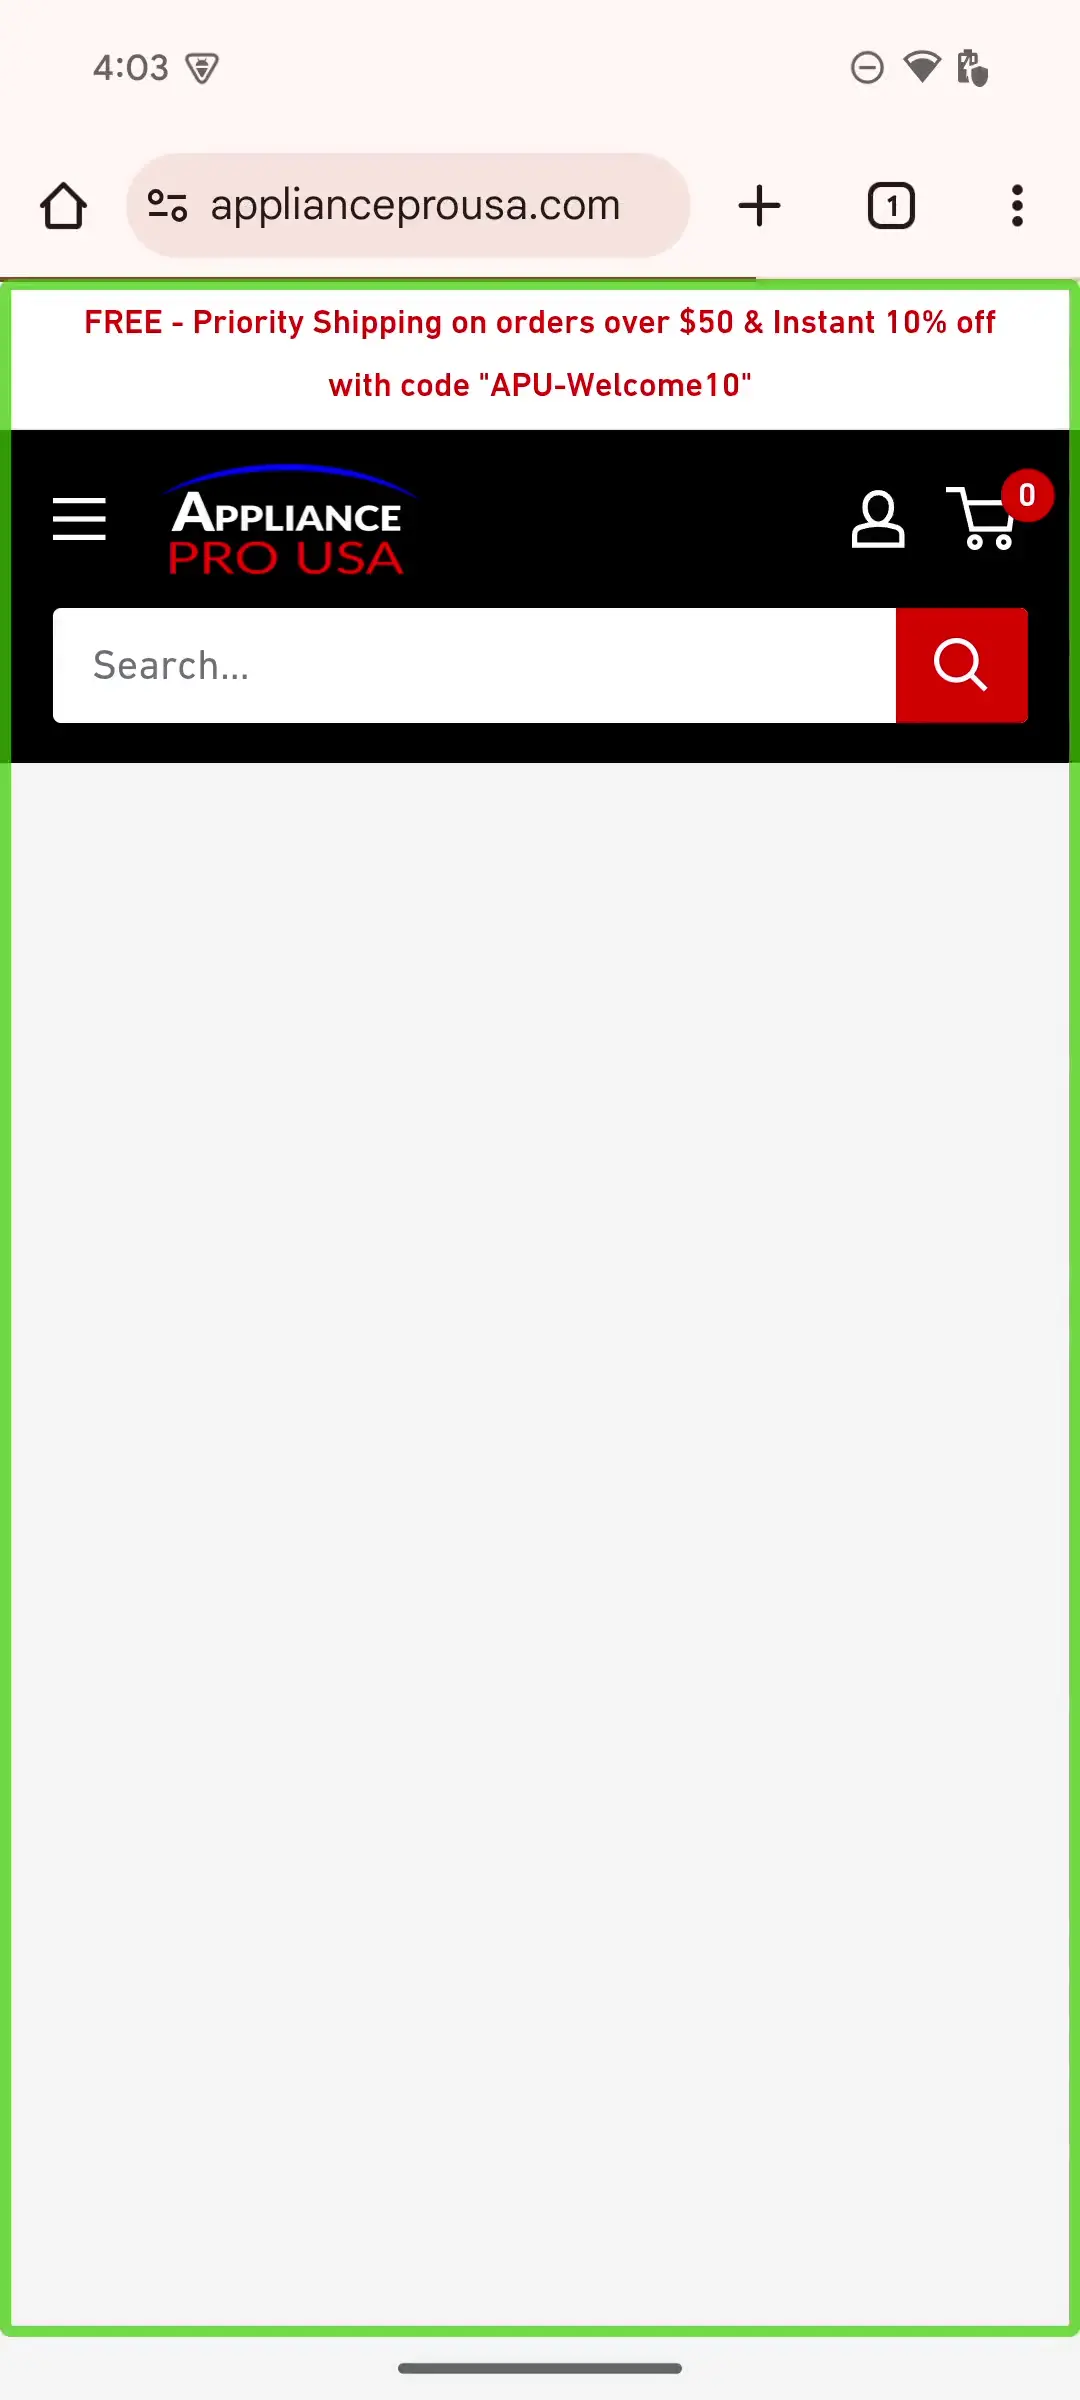 4:03
applianceprousa.com
1
FREE - Priority Shipping on orders over $50 & Instant 10% off
with code "APU-Welcome10"
APPLIANCE
PRO USA
0
Search...